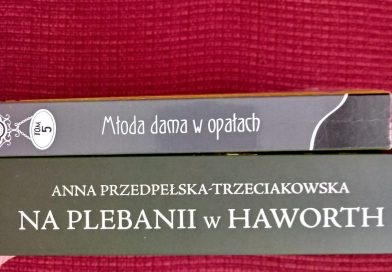 TOM 5
Młoda dama w opałach
ANNA PRZEDPEŁSKA-TRZECIAKOWSKA
NA PLEBANII w HAWORTH